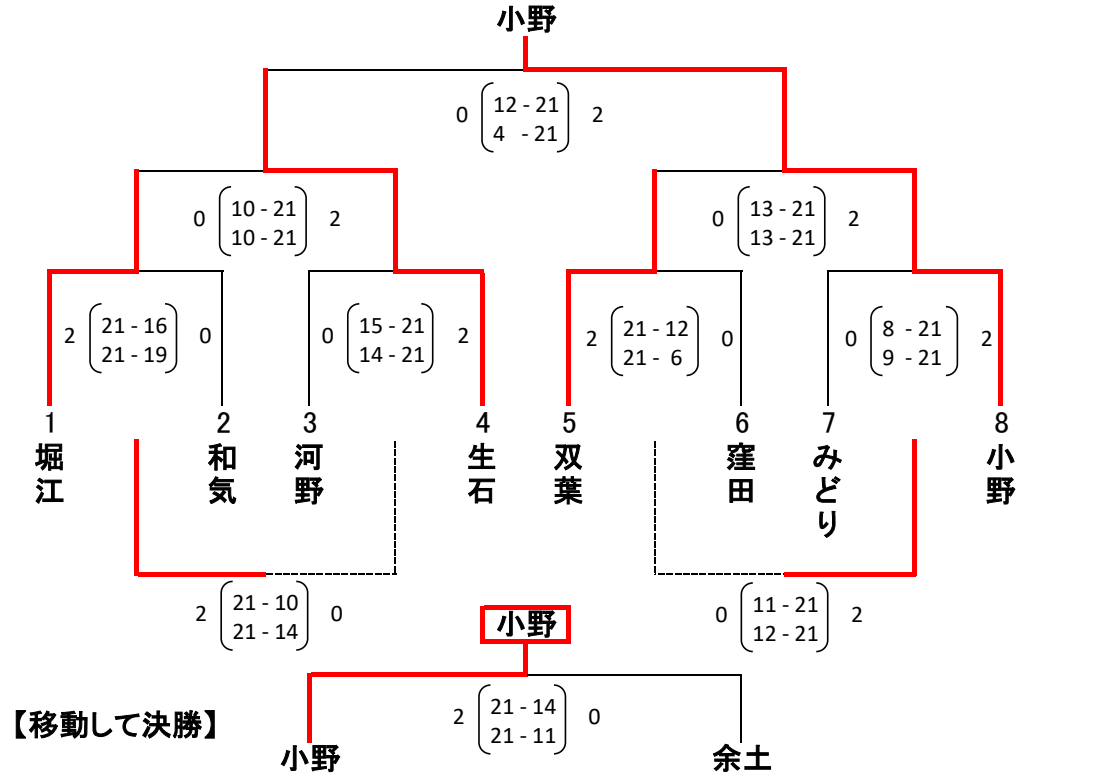 小野
0 12 - 21 2
4 - 21
0 10 - 21 2
10 - 21
0 13 - 21 2
13 - 21
2 21 - 16 0
21 - 19
0 15 - 21 2
14 - 21
2 21 - 12 0
21 - 6
0 8 - 21 2
9 - 21
1 2 3 4 5 6 7 8
堀江
和気
河野
生石
双葉
窪田
みどり
小野
2 21 - 10 0
21 - 14
0 11 - 21 2
12 - 21
小野
2 21 - 14 0
21 - 11
【移動して決勝】
小野
余土